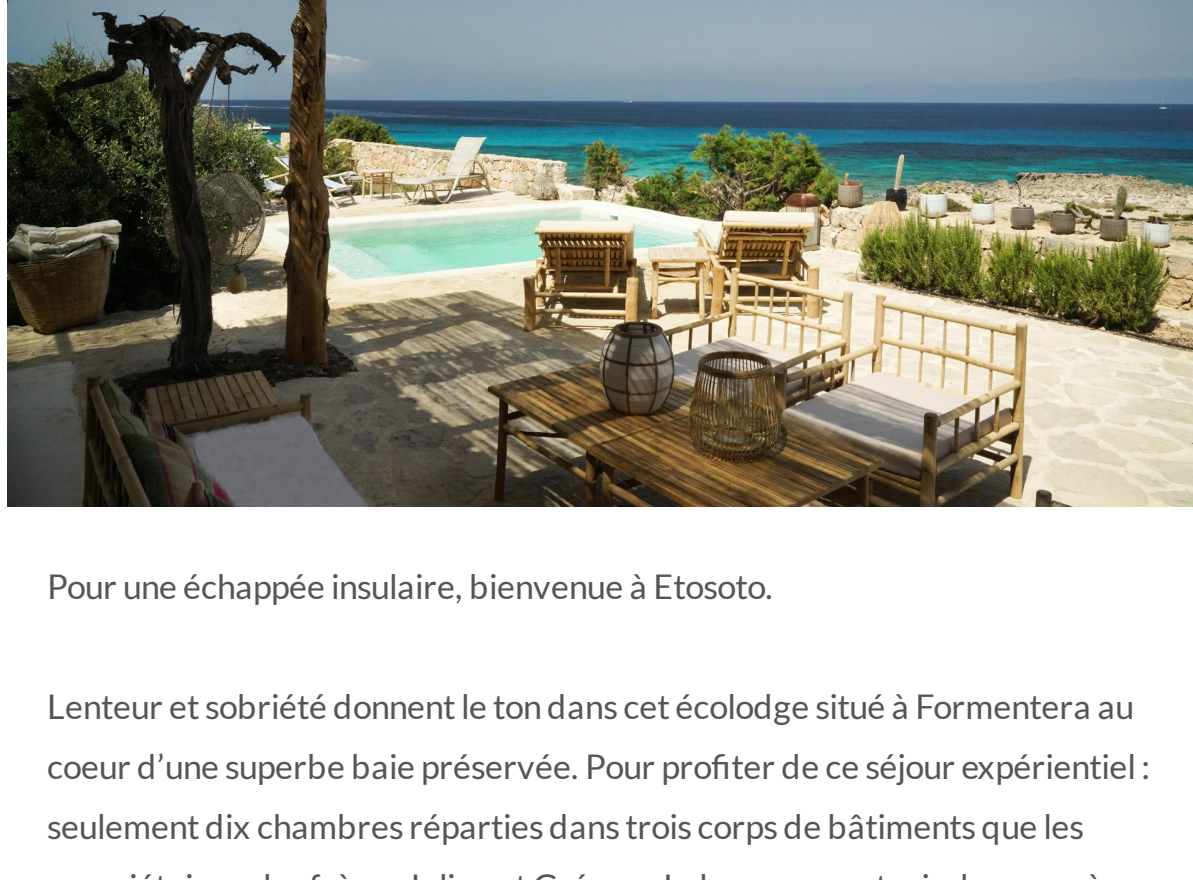 Pour une échappée insulaire, bienvenue à Etosoto.
Lenteur et sobriété donnent le ton dans cet écolodge situé à Formentera au
coeur d’une superbe baie préservée. Pour profiter de ce séjour expérientiel :
seulement dix chambres réparties dans trois corps de bâtiments que les